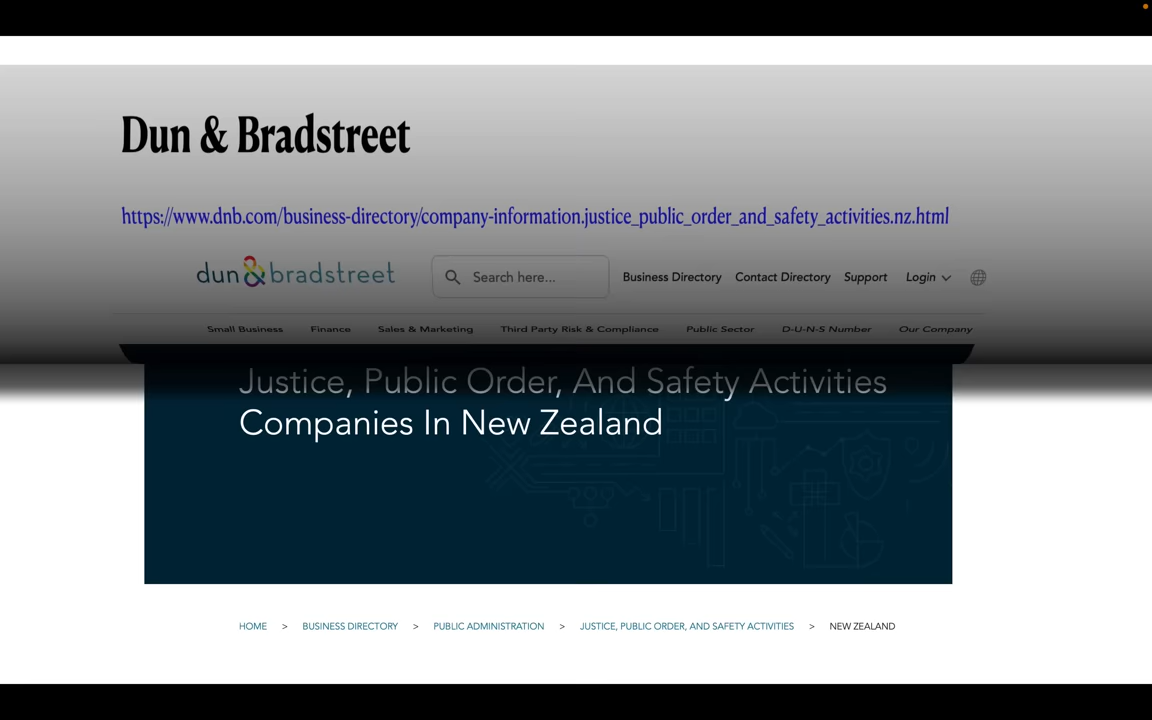 Dun & Bradstreet
https://www.dnb.com/business-directory/company-information.justice_public_order_and_safety_activities.nz.html
dun & bradstreet
Search here...
Business Directory
Contact Directory
Support
Login
Small Business
Finance
Sales & Marketing
Third Party Risk & Compliance
Public Sector
D-U-N-S Number
Our Company
Justice, Public Order, And Safety Activities
Companies In New Zealand
HOME > BUSINESS DIRECTORY > PUBLIC ADMINISTRATION > JUSTICE, PUBLIC ORDER, AND SAFETY ACTIVITIES > NEW ZEALAND